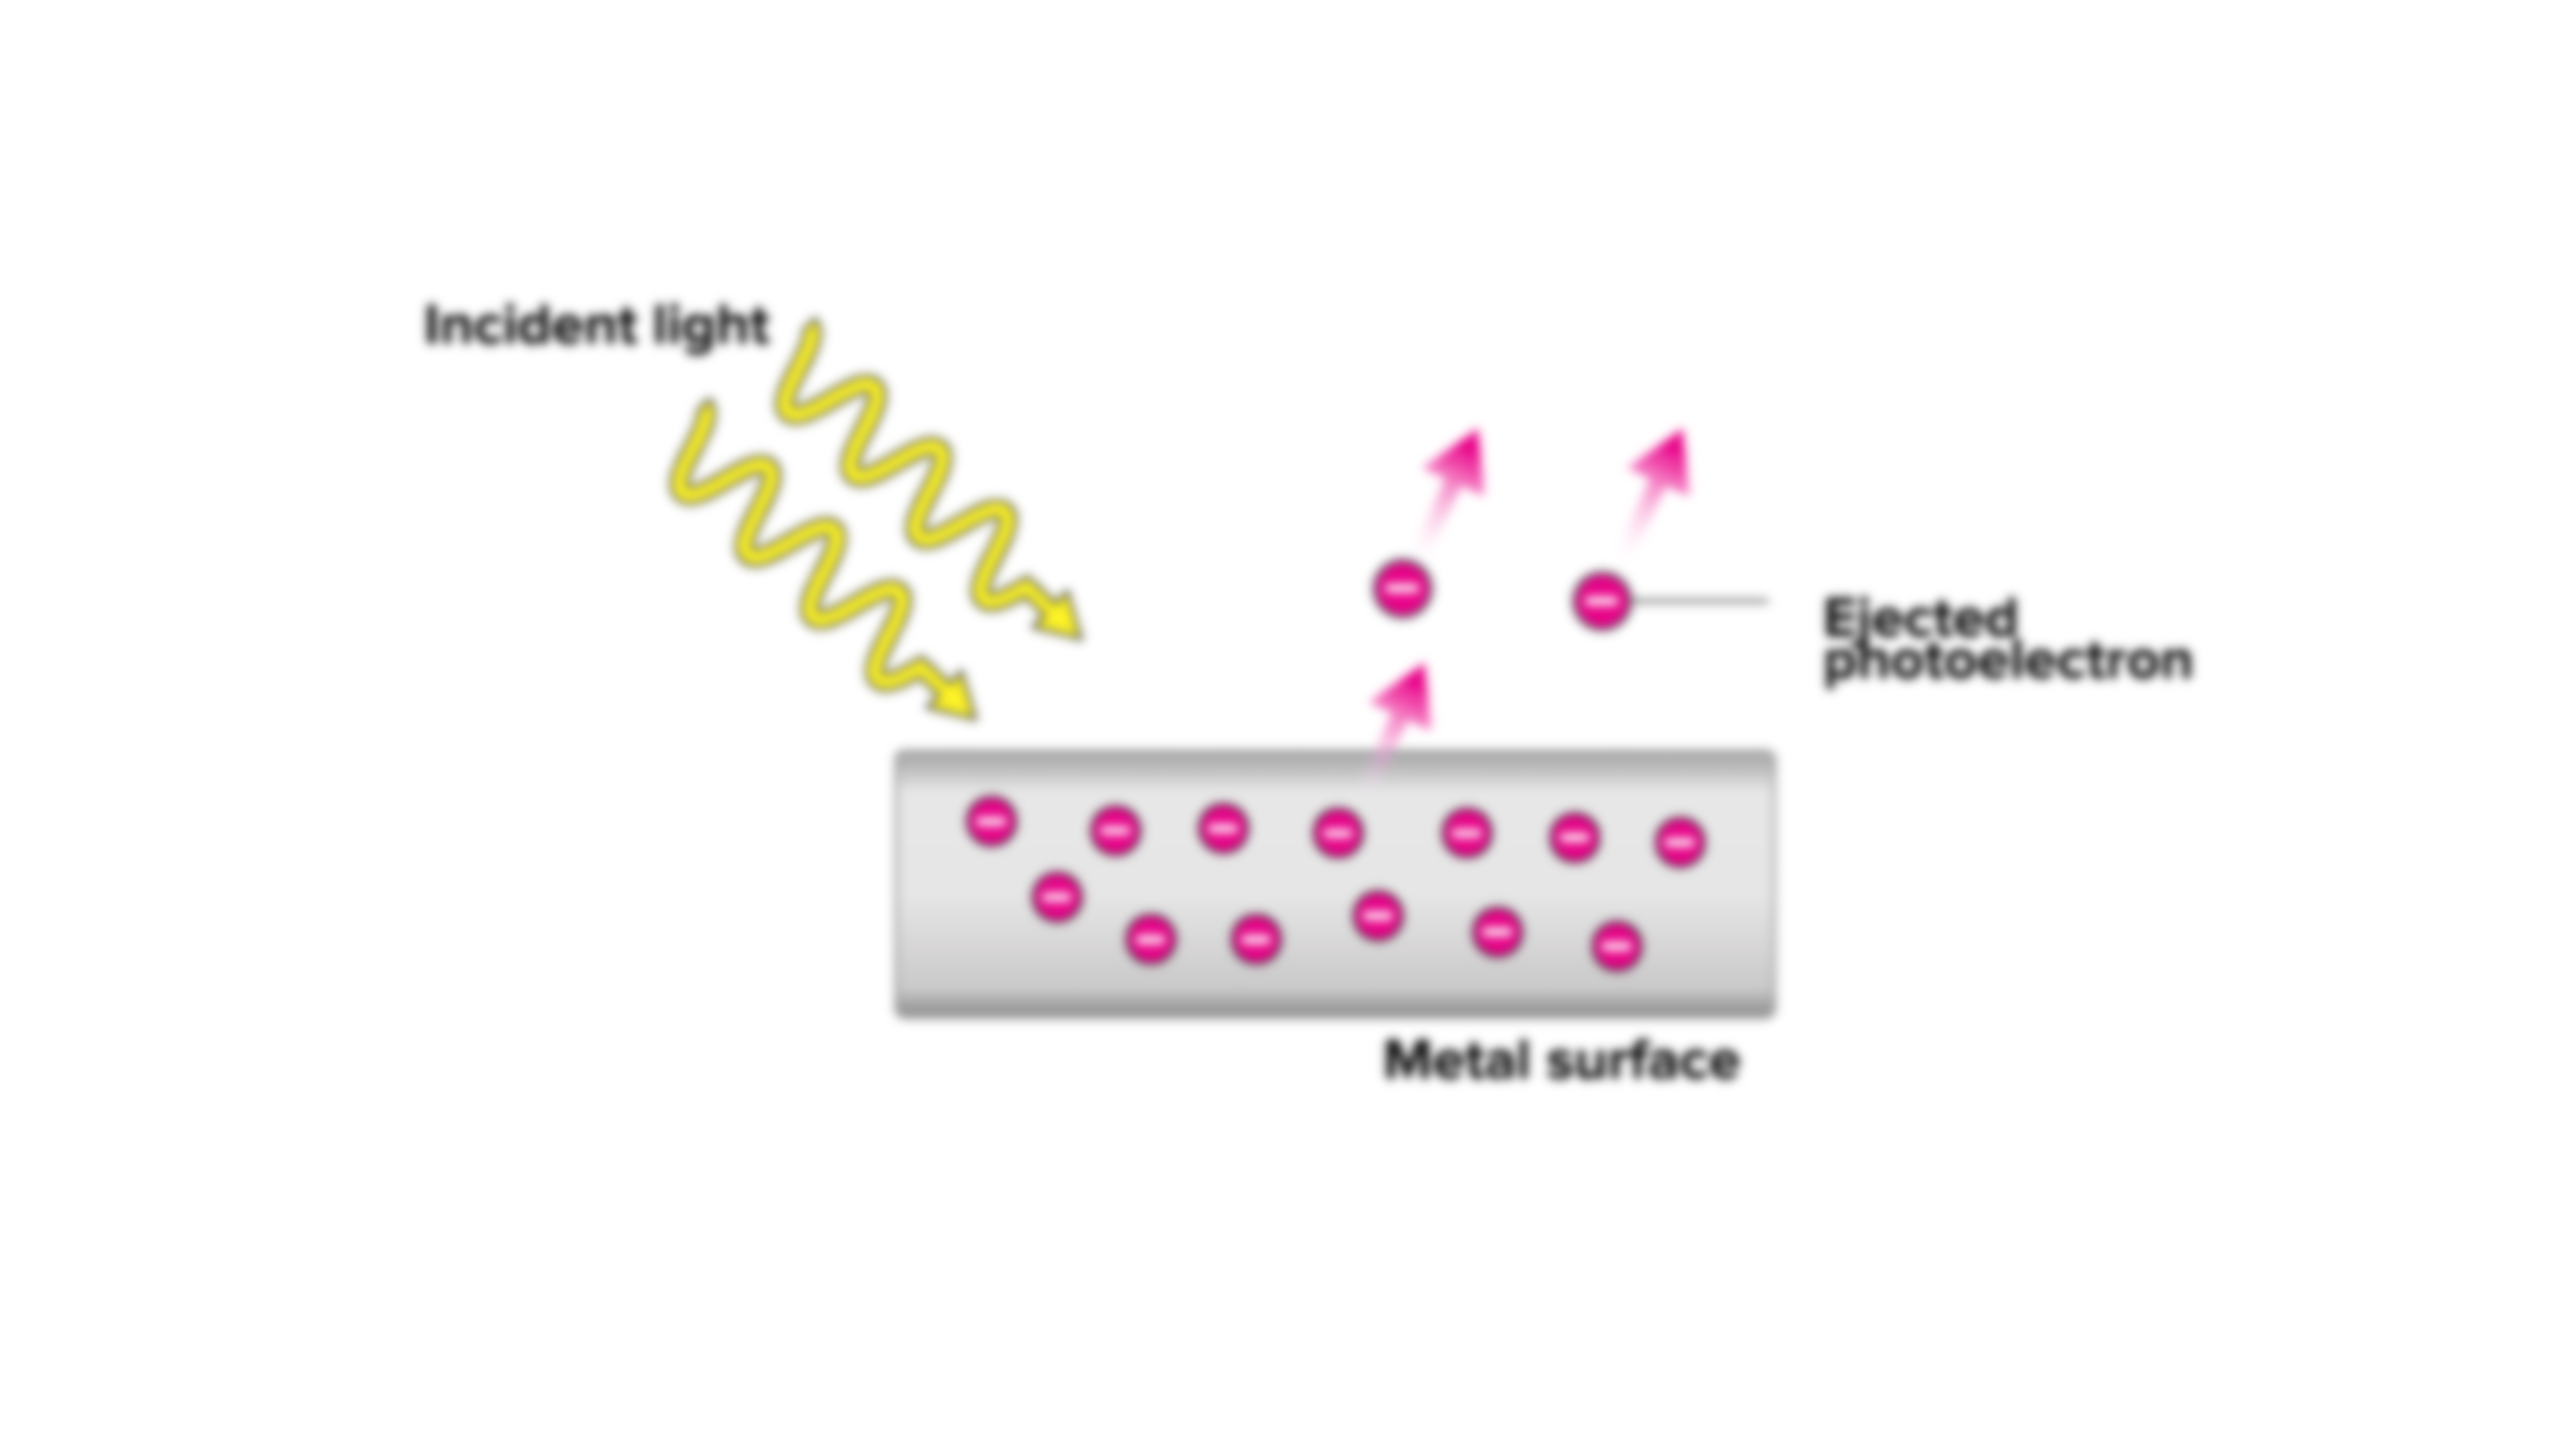 Incident light
Ejected
photoelectron
Metal surface